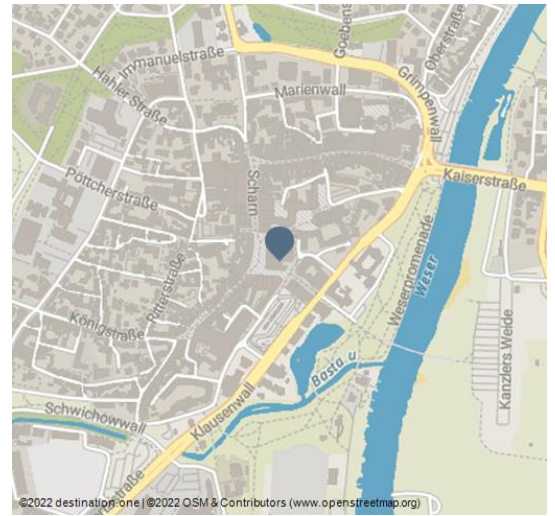 Immanuelstraße
Goebens
Oberstraße
Hahler Straße
Marienwall
Grimpenwall
Pöttcherstraße
Scharn
Kaiserstraße
Ritterstraße
Weserpromenade
Weser
Königstraße
Kanzlers Weide
Bastau
Schwichowwall
Klausenwall
©2022 destination one | ©2022 OSM & Contributors (www.openstreetmap.org)